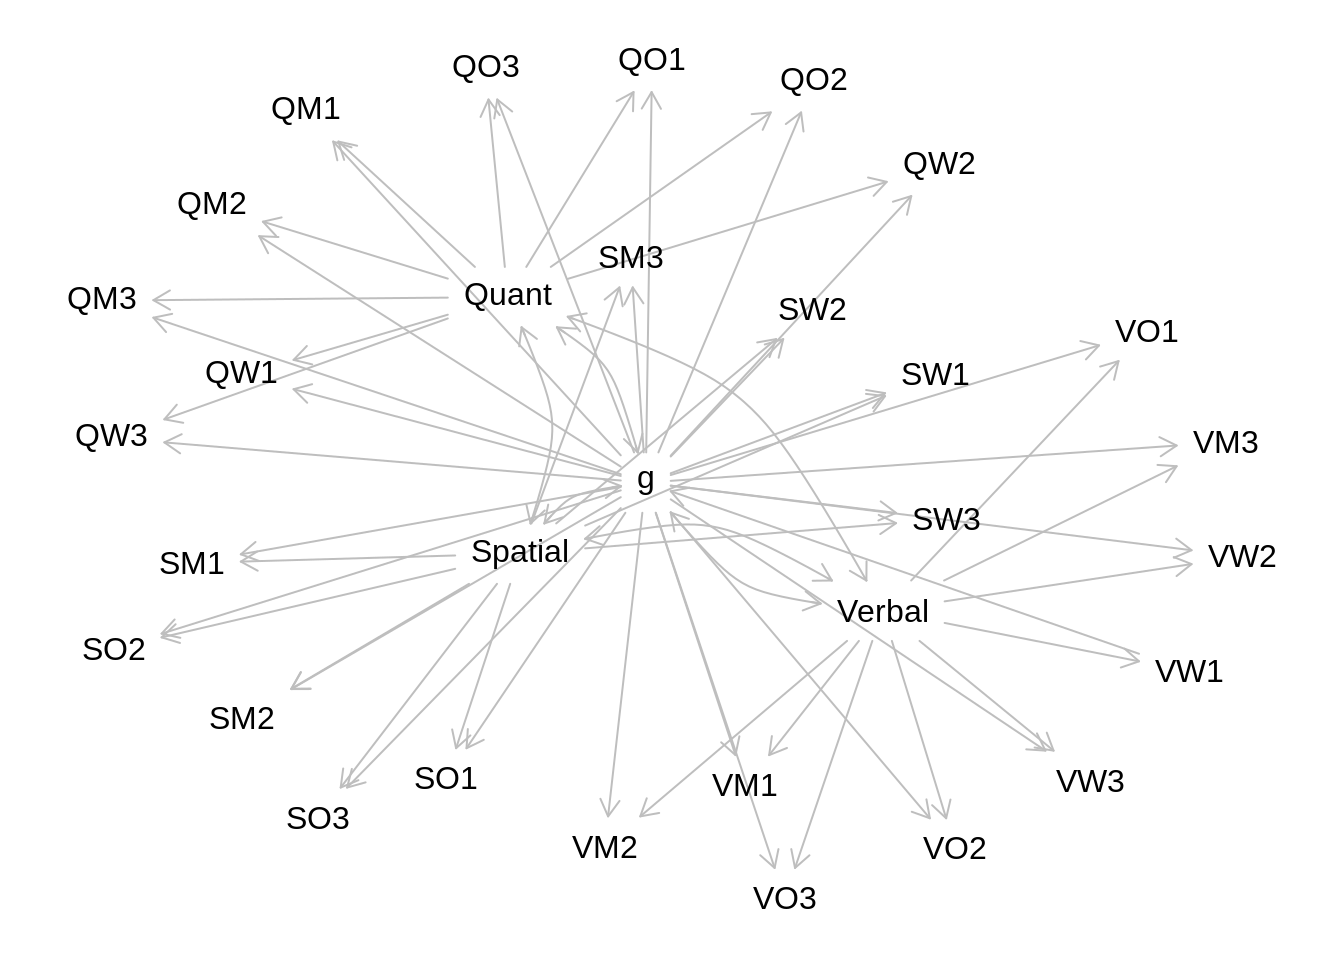 QO1
QO3
QO2
QM1
QW2
QM2
SM3
Quant
QM3
SW2
VO1
QW1
SW1
QW3
VM3
g
SW3
Spatial
VW2
SM1
Verbal
SO2
VW1
SM2
SO1
VW3
VM1
SO3
VM2
VO2
VO3